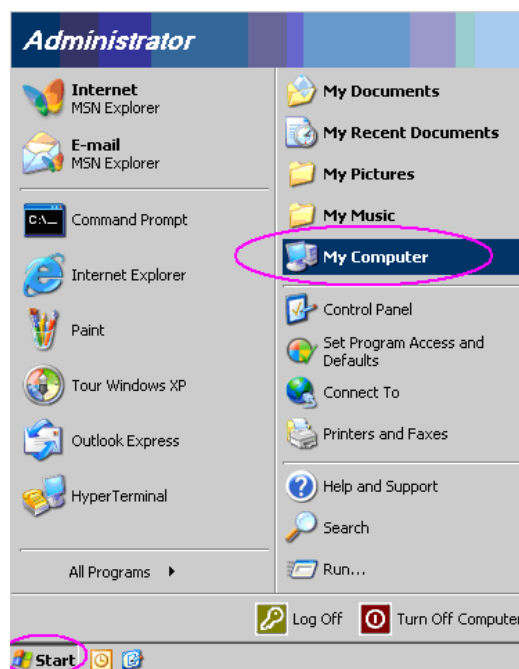 Administrator
Internet
MSN Explorer
E-mail
MSN Explorer
Command Prompt
Internet Explorer
Paint
Tour Windows XP
Outlook Express
HyperTerminal
All Programs
My Documents
My Recent Documents
My Pictures
My Music
My Computer
Control Panel
Set Program Access and
Defaults
Connect To
Printers and Faxes
Help and Support
Search
Run...
Log Off
Turn Off Computer
Start